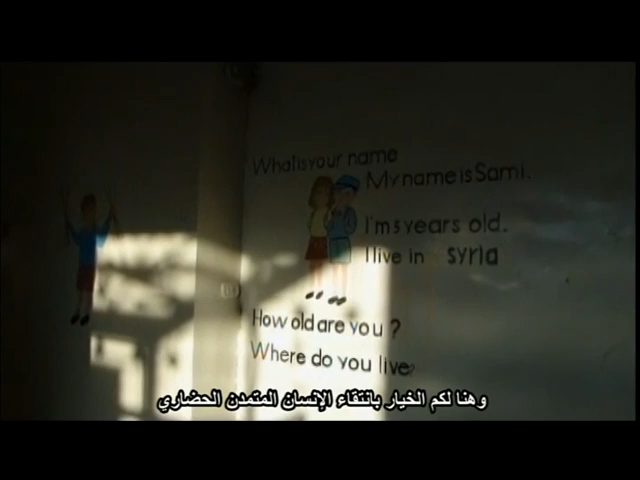 What is your name
My name is Sami.
I'm 5 years old.
I live in syria
How old are you ?
Where do you live
وهنا لكم الخيار بانتقاء الإنسان المتمدن الحضاري